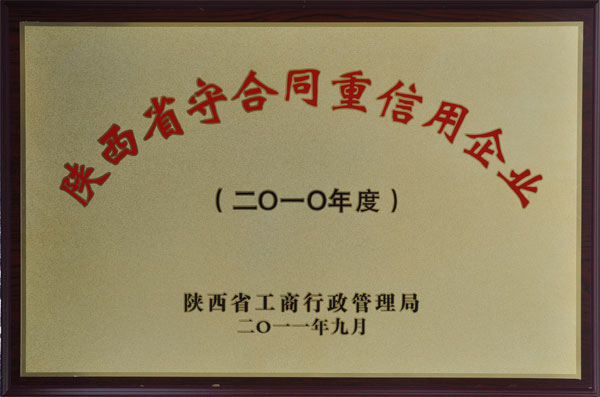 陕西省守合同重信用企业
（二〇一〇年度）
陕西省工商行政管理局
二〇一一年九月